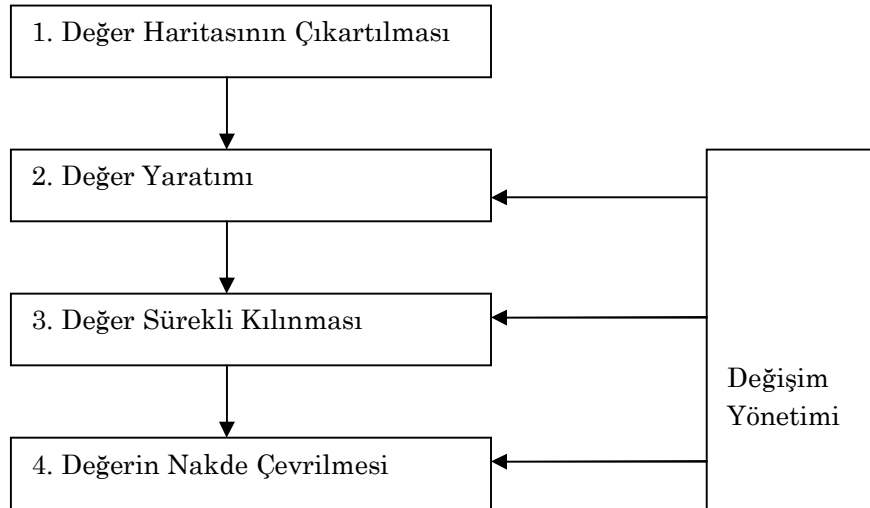 1. Değer Haritasının Çıkartılması
2. Değer Yaratımı
3. Değer Sürekli Kılınması
Değişim
Yönetimi
4. Değerin Nakde Çevrilmesi